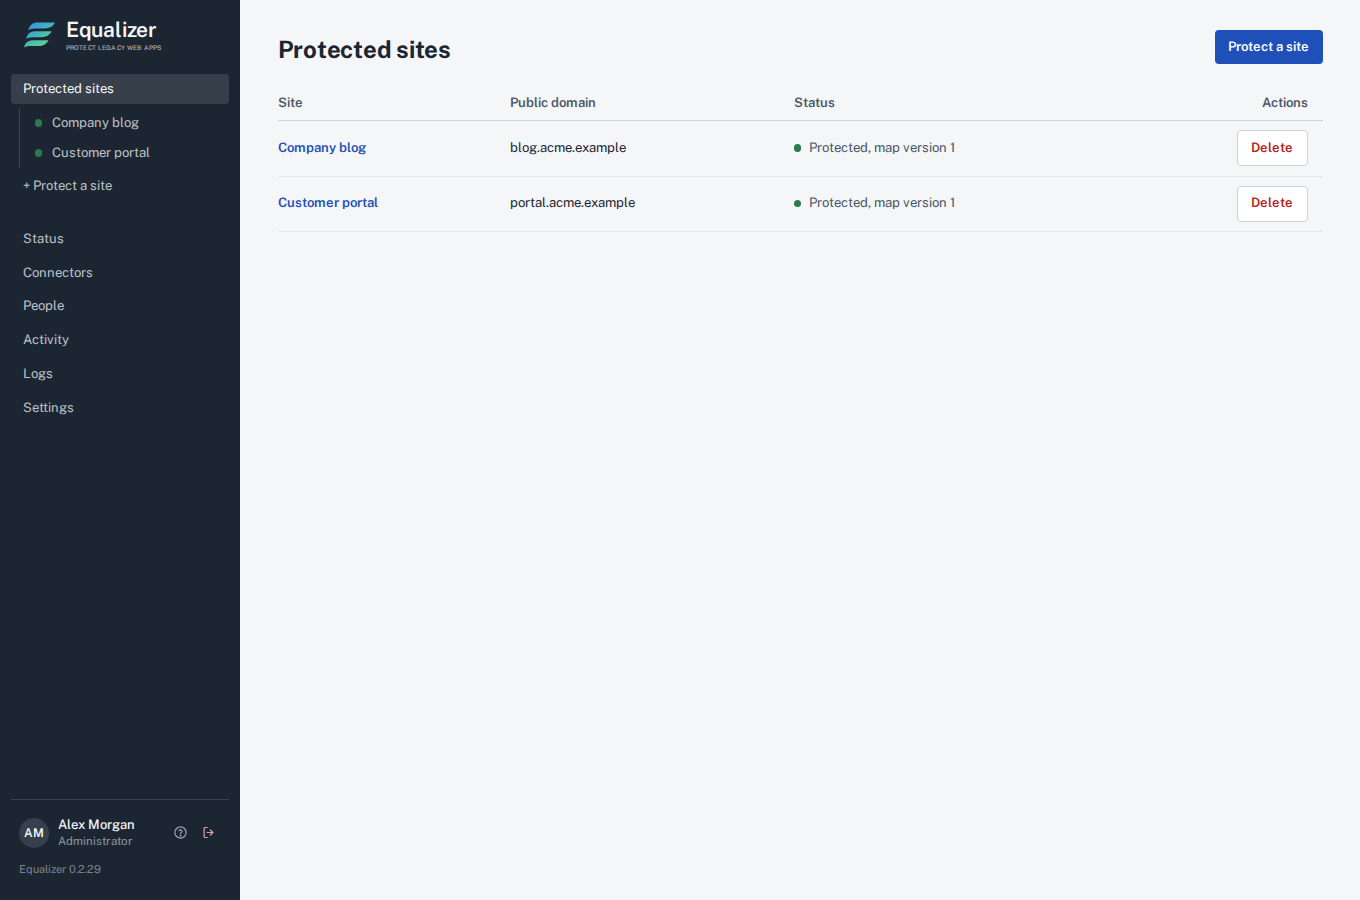 Equalizer
PROTECT LEGACY WEB APPS
Protected sites
Company blog
Customer portal
+ Protect a site
Status
Connectors
People
Activity
Logs
Settings
AM
Alex Morgan
Administrator
Equalizer 0.2.29
Protected sites
Protect a site
Site Public domain Status Actions
Company blog blog.acme.example Protected, map version 1 Delete
Customer portal portal.acme.example Protected, map version 1 Delete